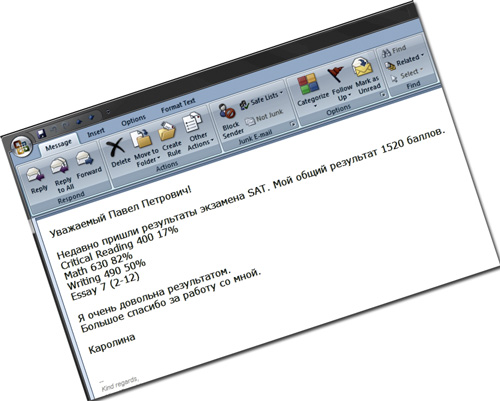 Message
Insert
Options
Format Text
Reply
Reply to All
Forward
Respond
Delete
Move to Folder
Create Rule
Other Actions
Actions
Block Sender
Safe Lists
Not Junk
Junk E-mail
Categorize
Follow Up
Mark as Unread
Options
Find
Related
Select
Find
Уважаемый Павел Петрович!
Недавно пришли результаты экзамена SAT. Мой общий результат 1520 баллов.
Critical Reading 400 17%
Math 630 82%
Writing 490 50%
Essay 7 (2-12)
Я очень довольна результатом.
Большое спасибо за работу со мной.
Каролина
Kind regards,